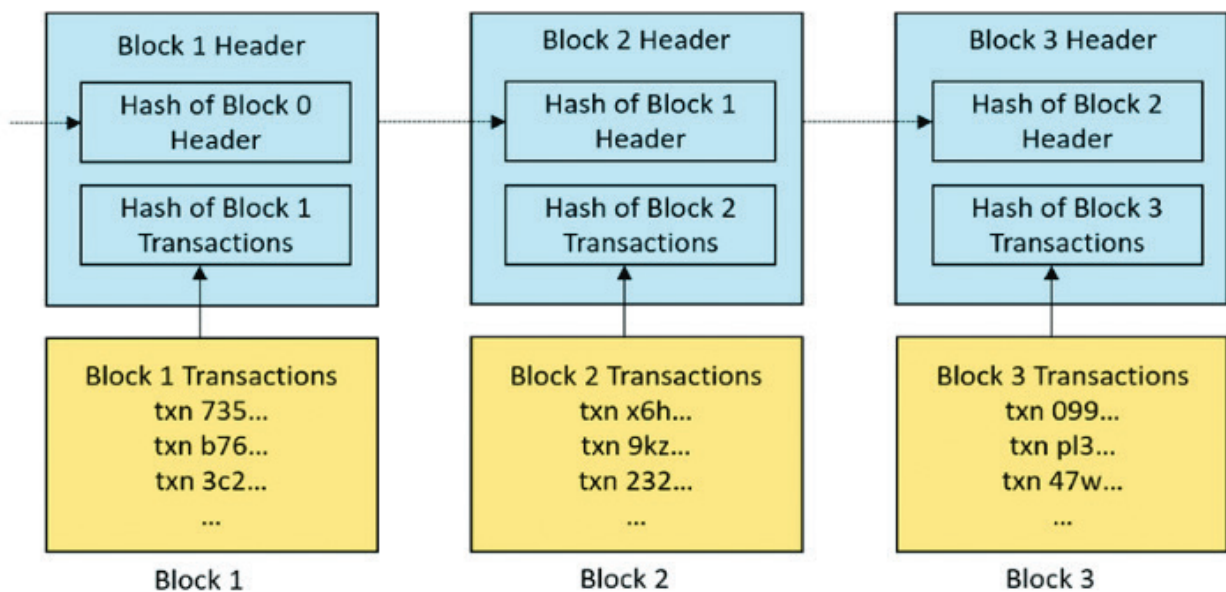 Block 1 Header
Hash of Block 0
Header
Hash of Block 1
Transactions
Block 1 Transactions
txn 735...
txn b76...
txn 3c2...
...
Block 1
Block 2 Header
Hash of Block 1
Header
Hash of Block 2
Transactions
Block 2 Transactions
txn x6h...
txn 9kz...
txn 232...
...
Block 2
Block 3 Header
Hash of Block 2
Header
Hash of Block 3
Transactions
Block 3 Transactions
txn 099...
txn pl3...
txn 47w...
...
Block 3